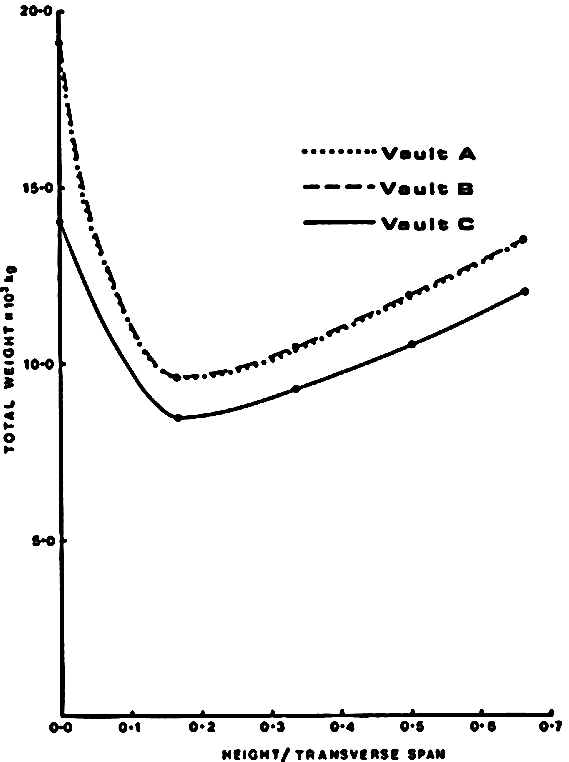 20·0
Vault A
15·0
Vault B
Vault C
TOTAL WEIGHT × 10³ kg
10·0
5·0
0·0 0·1 0·2 0·3 0·4 0·5 0·6 0·7
HEIGHT/ TRANSVERSE SPAN